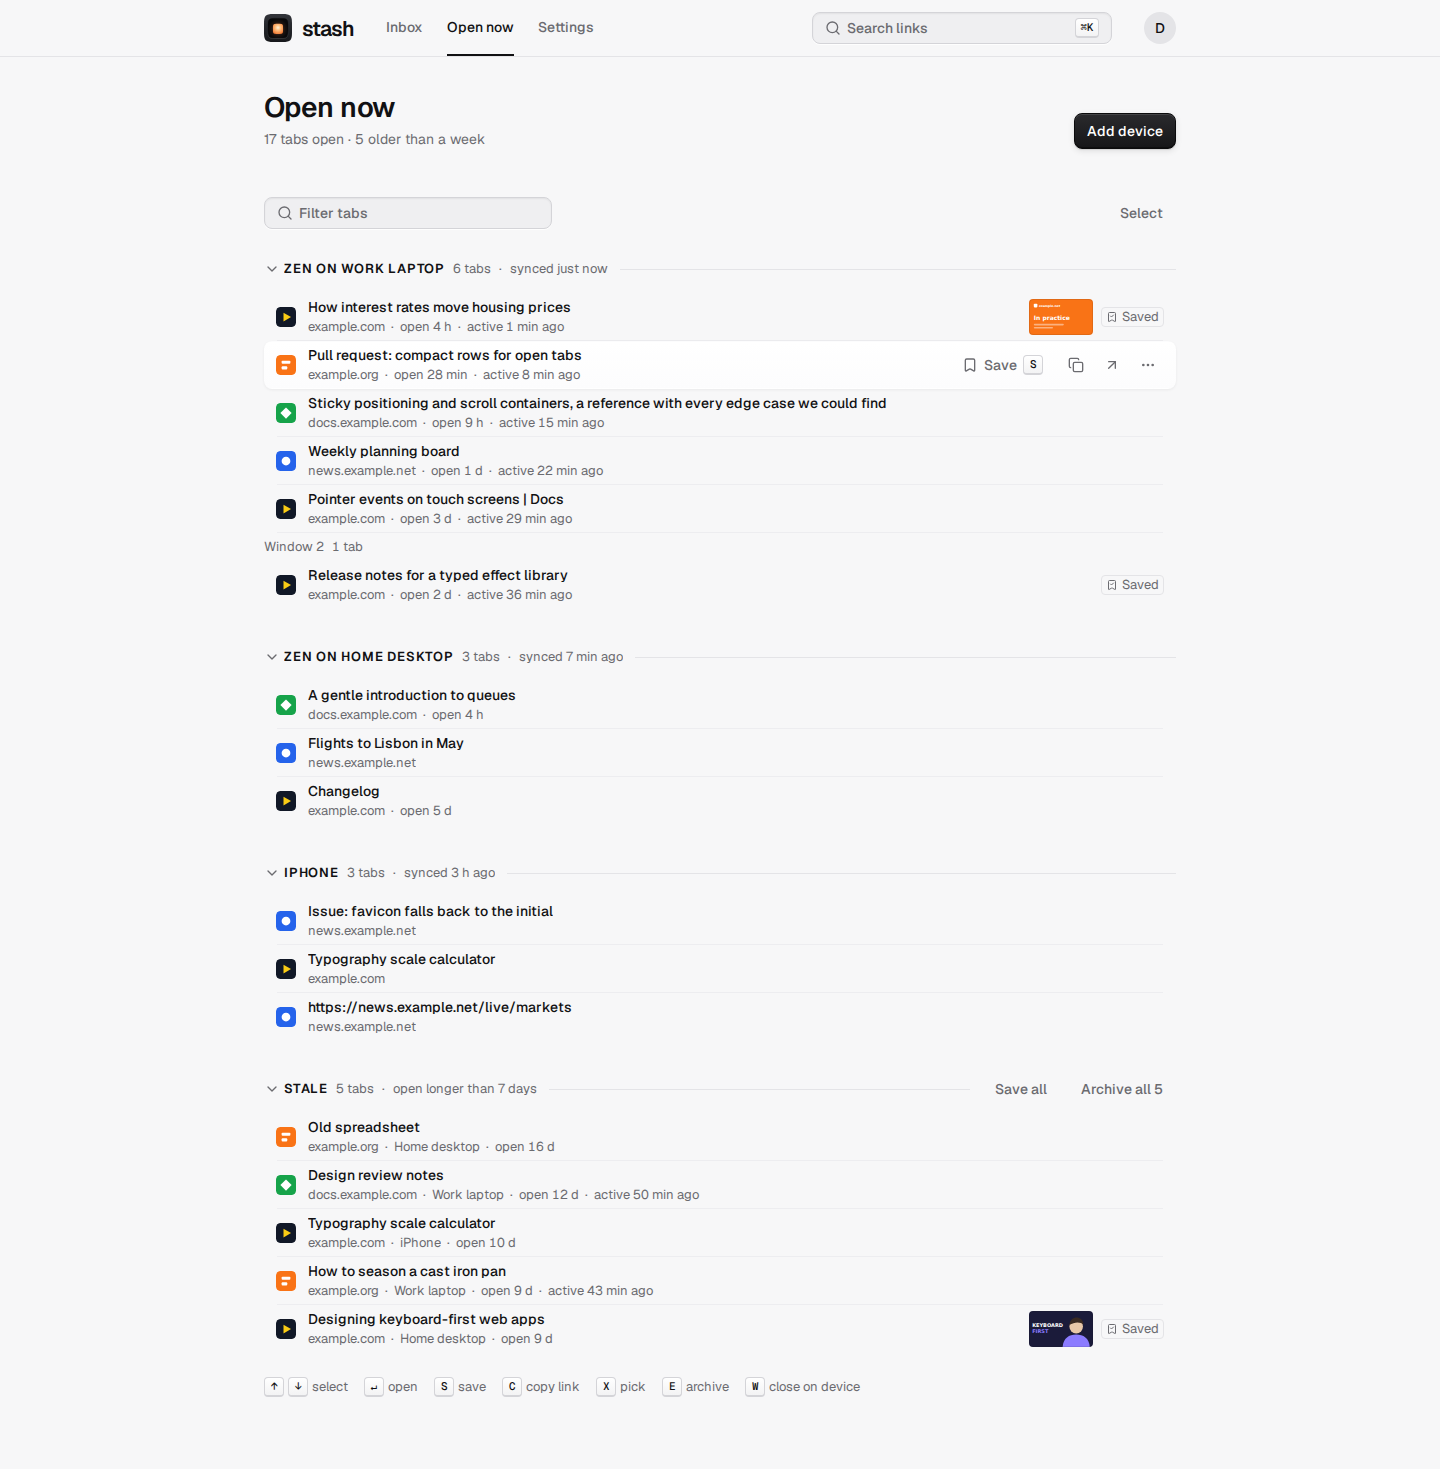 stash Inbox Open now Settings Search links ⌘K D
Open now
17 tabs open · 5 older than a week
Add device
Filter tabs Select
ZEN ON WORK LAPTOP 6 tabs · synced just now
How interest rates move housing prices
example.com · open 4 h · active 1 min ago
example.net
In practice
Saved
Pull request: compact rows for open tabs
example.org · open 28 min · active 8 min ago
Save S
Sticky positioning and scroll containers, a reference with every edge case we could find
docs.example.com · open 9 h · active 15 min ago
Weekly planning board
news.example.net · open 1 d · active 22 min ago
Pointer events on touch screens | Docs
example.com · open 3 d · active 29 min ago
Window 2 1 tab
Release notes for a typed effect library
example.com · open 2 d · active 36 min ago
Saved
ZEN ON HOME DESKTOP 3 tabs · synced 7 min ago
A gentle introduction to queues
docs.example.com · open 4 h
Flights to Lisbon in May
news.example.net
Changelog
example.com · open 5 d
IPHONE 3 tabs · synced 3 h ago
Issue: favicon falls back to the initial
news.example.net
Typography scale calculator
example.com
https://news.example.net/live/markets
news.example.net
STALE 5 tabs · open longer than 7 days Save all Archive all 5
Old spreadsheet
example.org · Home desktop · open 16 d
Design review notes
docs.example.com · Work laptop · open 12 d · active 50 min ago
Typography scale calculator
example.com · iPhone · open 10 d
How to season a cast iron pan
example.org · Work laptop · open 9 d · active 43 min ago
Designing keyboard-first web apps
example.com · Home desktop · open 9 d
KEYBOARD
FIRST
Saved
↑ ↓ select ↵ open S save C copy link X pick E archive W close on device